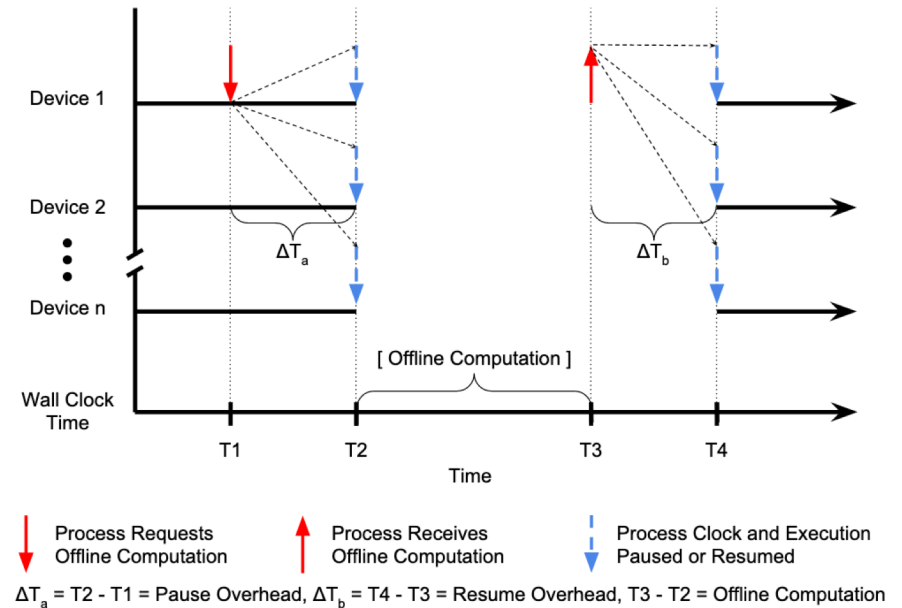 Device 1
Device 2
ΔTa
ΔTb
Device n
[ Offline Computation ]
Wall Clock
Time
T1
T2
T3
T4
Time
Process Requests
Offline Computation
Process Receives
Offline Computation
Process Clock and Execution
Paused or Resumed
ΔTa = T2 - T1 = Pause Overhead, ΔTb = T4 - T3 = Resume Overhead, T3 - T2 = Offline Computation